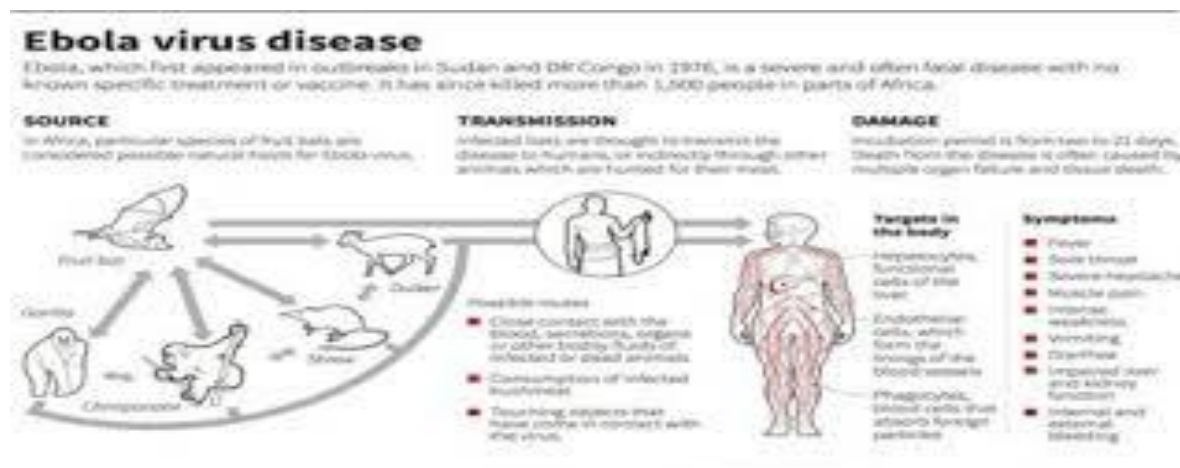 Ebola virus disease
Ebola, which first appeared in outbreaks in Sudan and DR Congo in 1976, is a severe and often fatal disease with no
known specific treatment or vaccine. It has since killed more than 1,500 people in parts of Africa.
SOURCE
In Africa, particular species of fruit bats are
considered possible natural hosts for Ebola virus.
TRANSMISSION
Infected bats are thought to transmit the
disease to humans, or indirectly through other
animals which are hunted for their meat.
DAMAGE
Incubation period is from two to 21 days.
Death from the disease is often caused by
multiple organ failure and tissue death.
Fruit bat
Duiker
Gorilla
Shrew
Chimpanzee
Possible routes
Close contact with the
blood, secretions, organs
or other bodily fluids of
infected or dead animals
Consumption of infected
bushmeat
Touching objects that
have come in contact with
the virus
Targets in
the body
Hepatocytes,
functional
cells of the
liver
Endothelial
cells, which
form the
linings of the
blood vessels
Phagocytes,
blood cells that
absorb foreign
particles
Symptoms
Fever
Sore throat
Severe headache
Muscle pain
Intense
weakness
Vomiting
Diarrhea
Impaired liver
and kidney
function
Internal and
external
bleeding